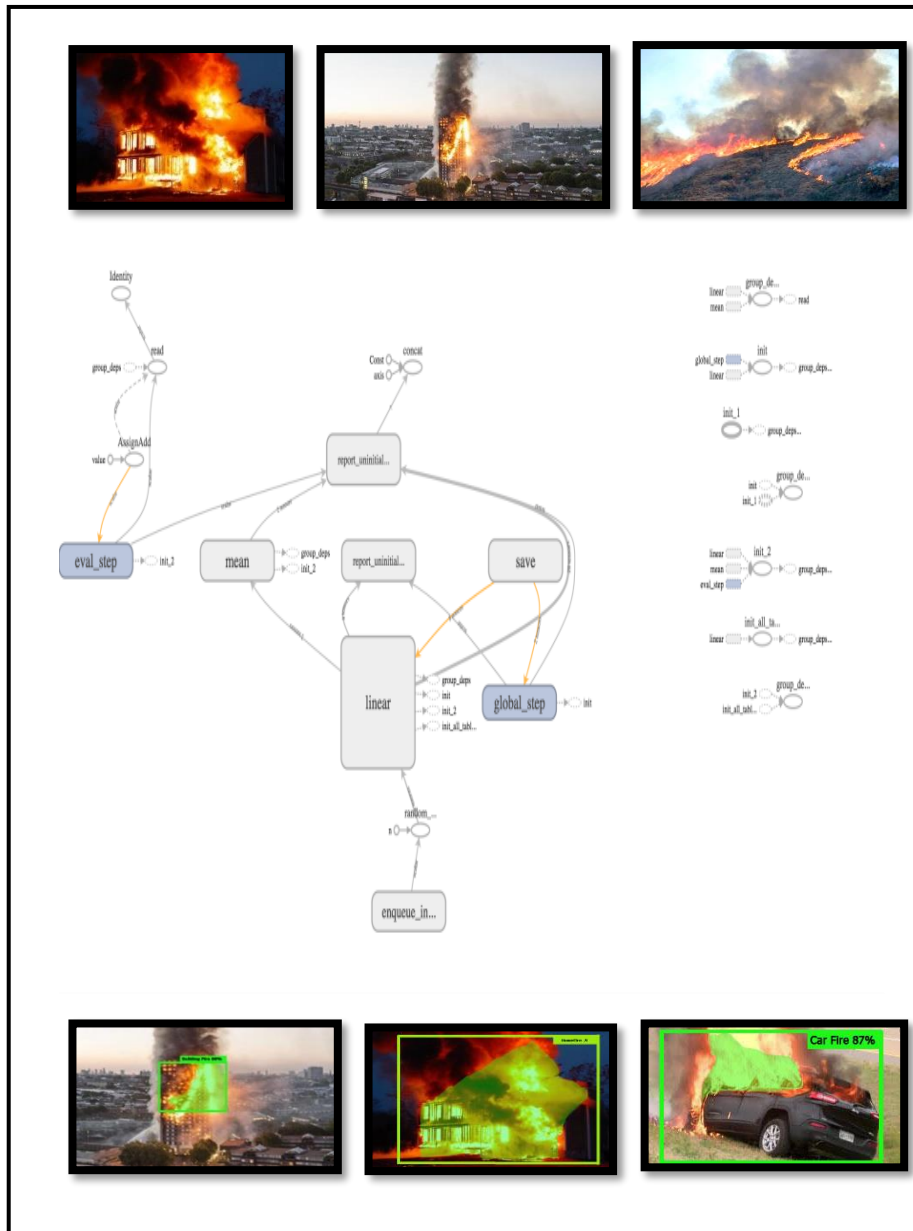 Identity
read
group_deps
AssignAdd
value
eval_step
init_2
Const
concat
axis
report_uninitial...
mean
group_deps
init_2
report_uninitial...
save
linear
group_deps
init
init_2
init_all_tabl...
global_step
init
random_...
n
enqueue_in...
group_de...
linear
mean
read
init
global_step
linear
group_deps...
init_1
group_deps...
group_de...
init
init_1
init_2
linear
mean
eval_step
group_deps...
init_all_ta...
linear
group_deps...
group_de...
init_2
init_all_tabl...
Car Fire 87%